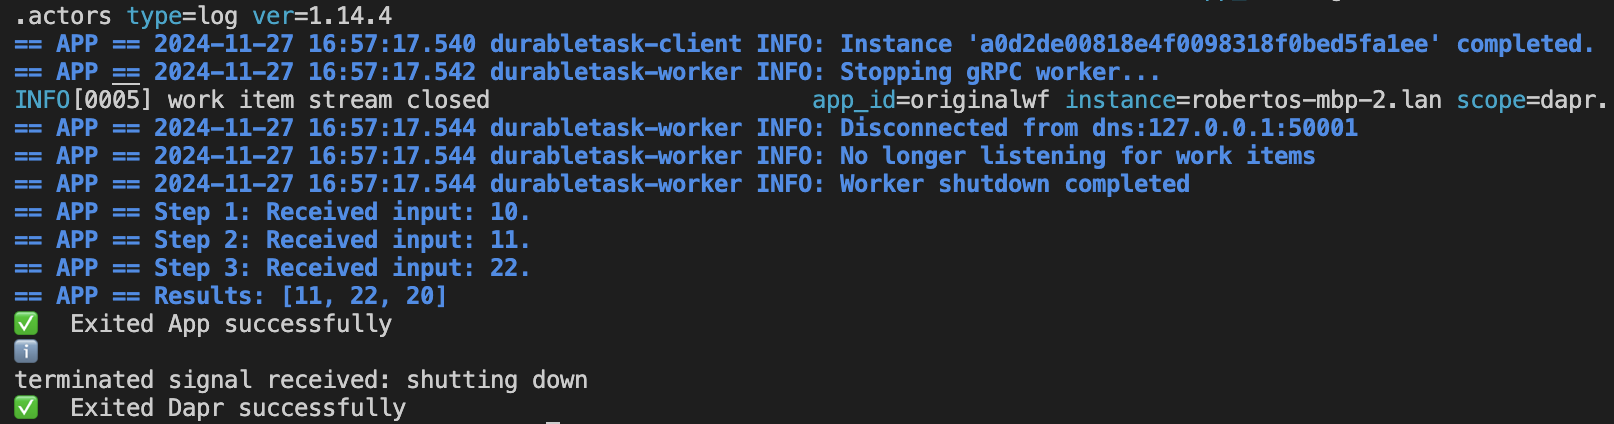 .actors type=log ver=1.14.4
== APP == 2024-11-27 16:57:17.540 durabletask-client INFO: Instance 'a0d2de00818e4f0098318f0bed5fa1ee' completed.
== APP == 2024-11-27 16:57:17.542 durabletask-worker INFO: Stopping gRPC worker...
INFO[0005] work item stream closed                       app_id=originalwf instance=robertos-mbp-2.lan scope=dapr.
== APP == 2024-11-27 16:57:17.544 durabletask-worker INFO: Disconnected from dns:127.0.0.1:50001
== APP == 2024-11-27 16:57:17.544 durabletask-worker INFO: No longer listening for work items
== APP == 2024-11-27 16:57:17.544 durabletask-worker INFO: Worker shutdown completed
== APP == Step 1: Received input: 10.
== APP == Step 2: Received input: 11.
== APP == Step 3: Received input: 22.
== APP == Results: [11, 22, 20]
✅  Exited App successfully
ℹ️
terminated signal received: shutting down
✅  Exited Dapr successfully